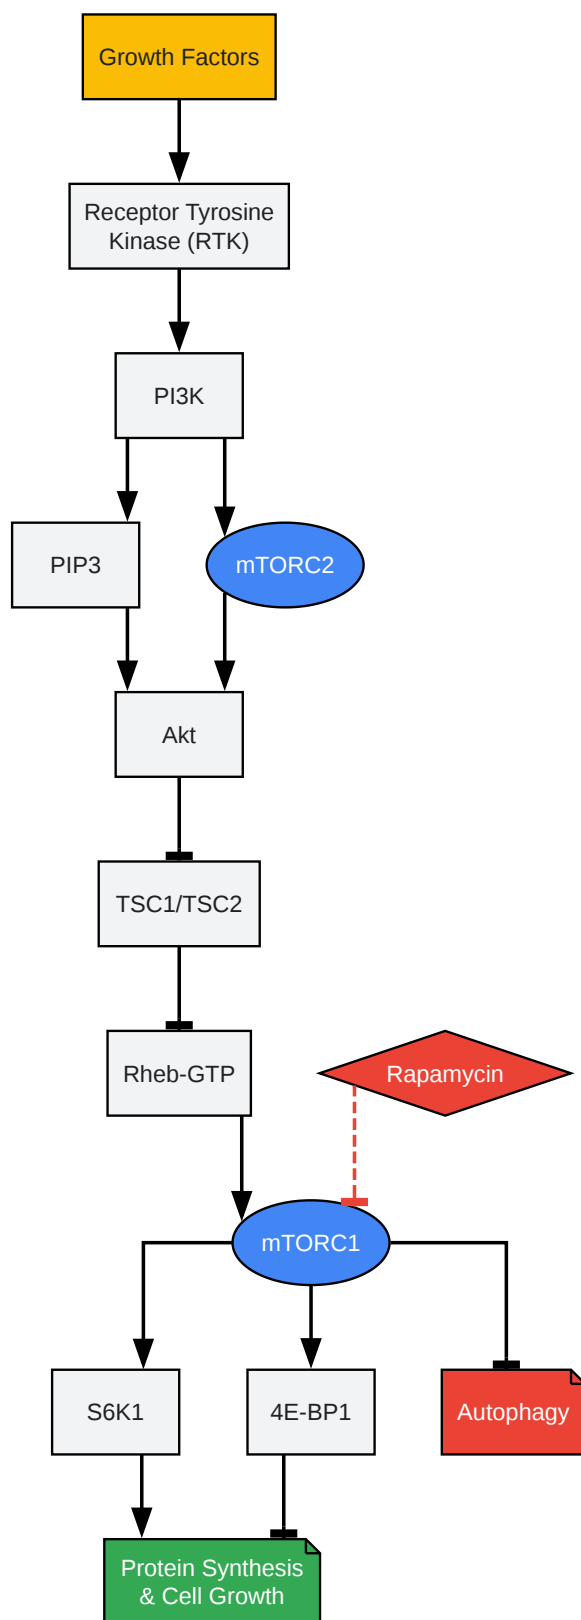 Growth Factors
Receptor Tyrosine
Kinase (RTK)
PI3K
PIP3
mTORC2
Akt
TSC1/TSC2
Rheb-GTP
Rapamycin
mTORC1
S6K1
4E-BP1
Autophagy
Protein Synthesis
& Cell Growth